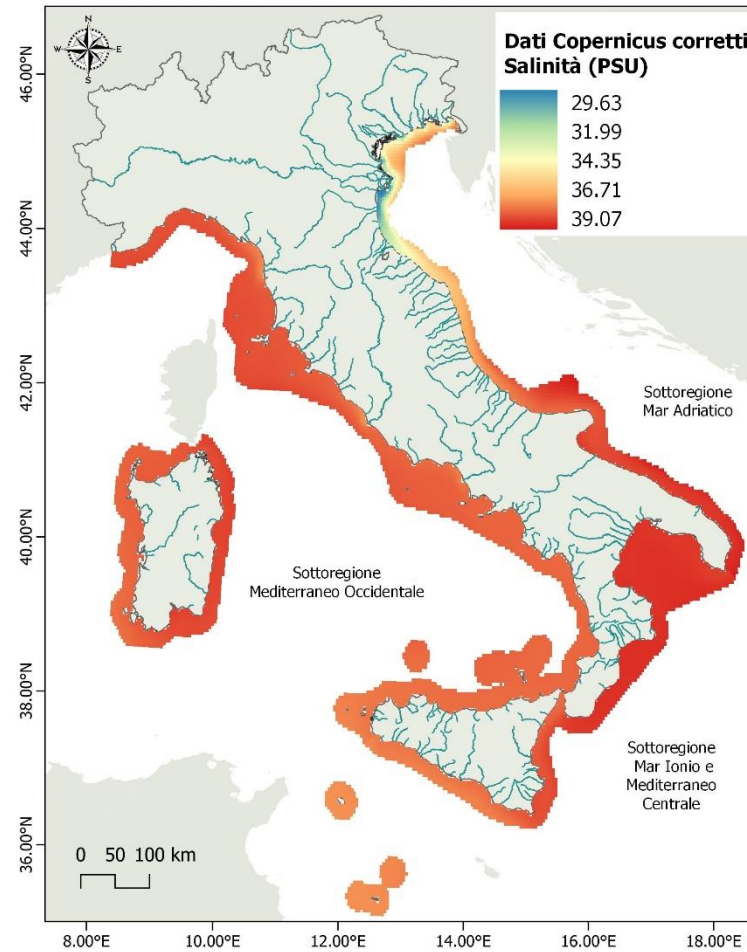 N
W E
S
Dati Copernicus corretti
Salinità (PSU)
29.63
31.99
34.35
36.71
39.07
46.00°N
44.00°N
42.00°N
40.00°N
38.00°N
36.00°N
Sottoregione
Mar Adriatico
Sottoregione
Mediterraneo Occidentale
Sottoregione
Mar Ionio e
Mediterraneo
Centrale
0 50 100 km
8.00°E 10.00°E 12.00°E 14.00°E 16.00°E 18.00°E